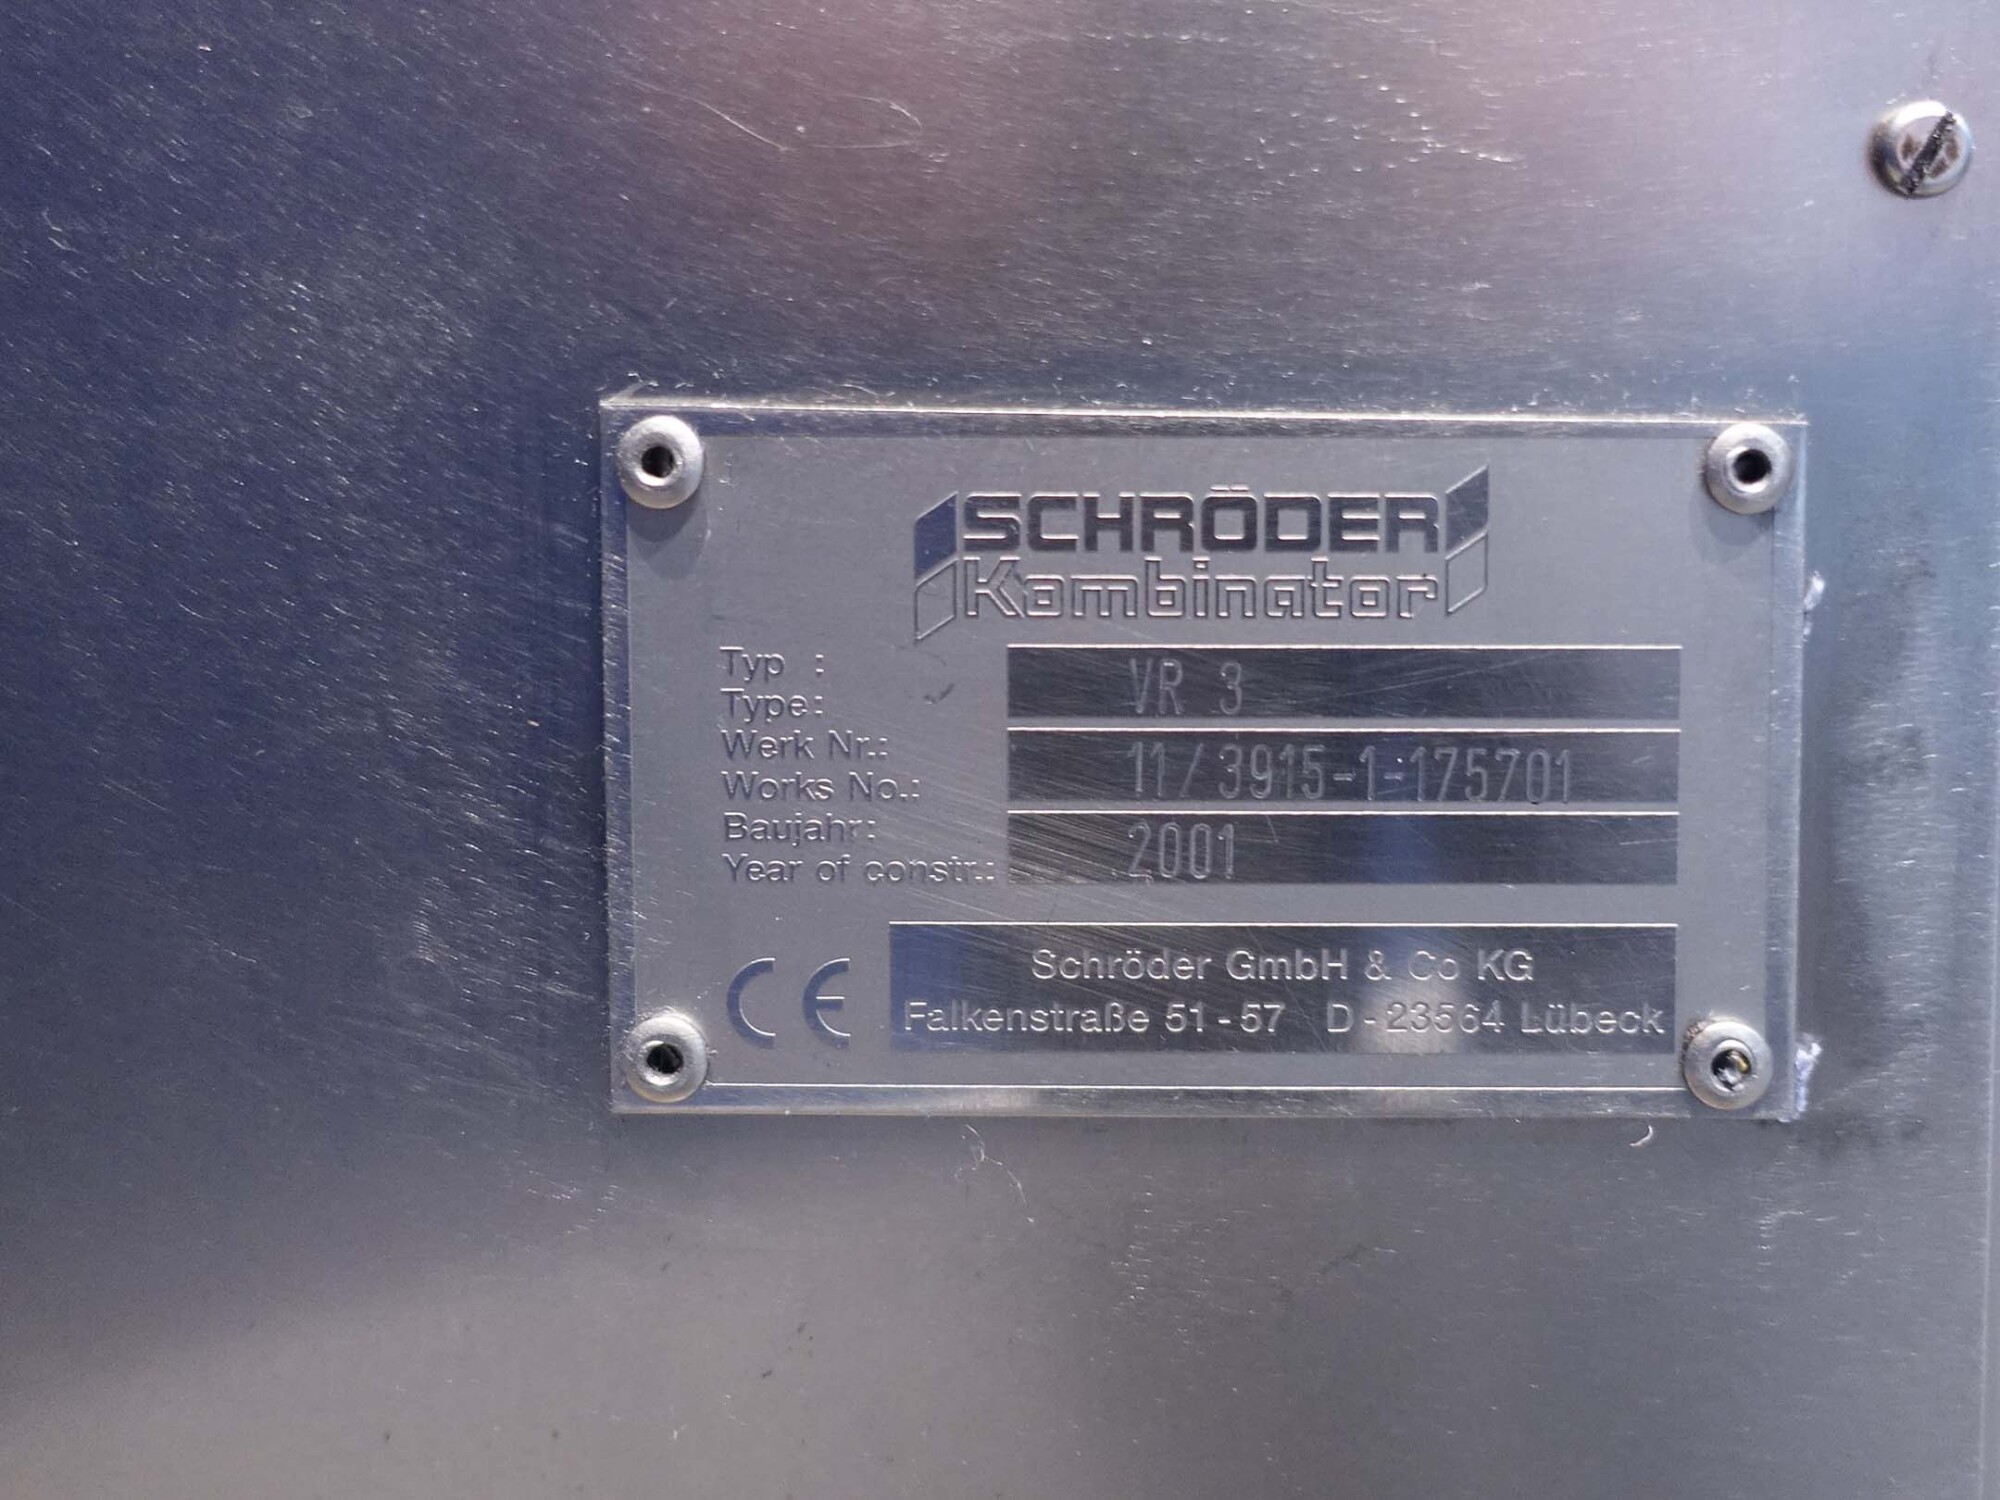 SCHRÖDER
Kombinator
Typ :
Type: VR 3
Werk Nr.:
Works No.: 11/3915-1-175701
Baujahr:
Year of constr.: 2001
CE
Schröder GmbH & Co KG
Falkenstraße 51-57 D-23564 Lübeck